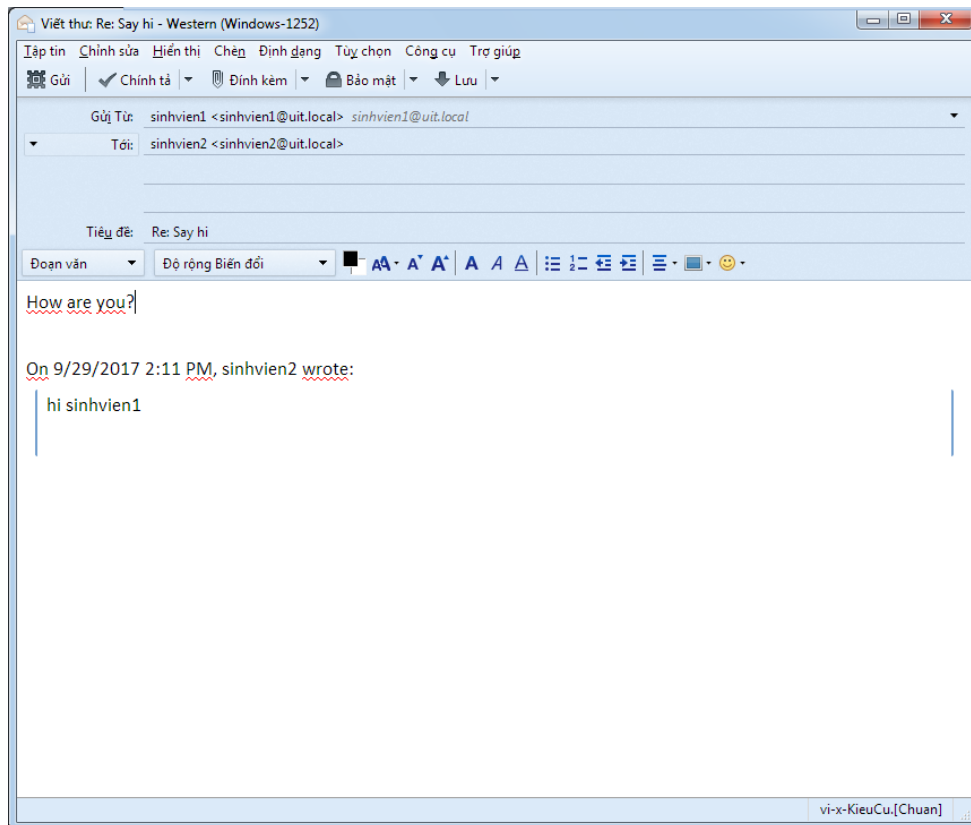 Viết thư: Re: Say hi - Western (Windows-1252)
Tập tin Chỉnh sửa Hiển thị Chèn Định dạng Tùy chọn Công cụ Trợ giúp
Gửi Chính tả Đính kèm Bảo mật Lưu
Gửi Từ: sinhvien1 <sinhvien1@uit.local> sinhvien1@uit.local
Tới: sinhvien2 <sinhvien2@uit.local>
Tiêu đề: Re: Say hi
Đoạn văn Độ rộng Biến đổi
How are you?
On 9/29/2017 2:11 PM, sinhvien2 wrote:
hi sinhvien1
vi-x-KieuCu.[Chuan]